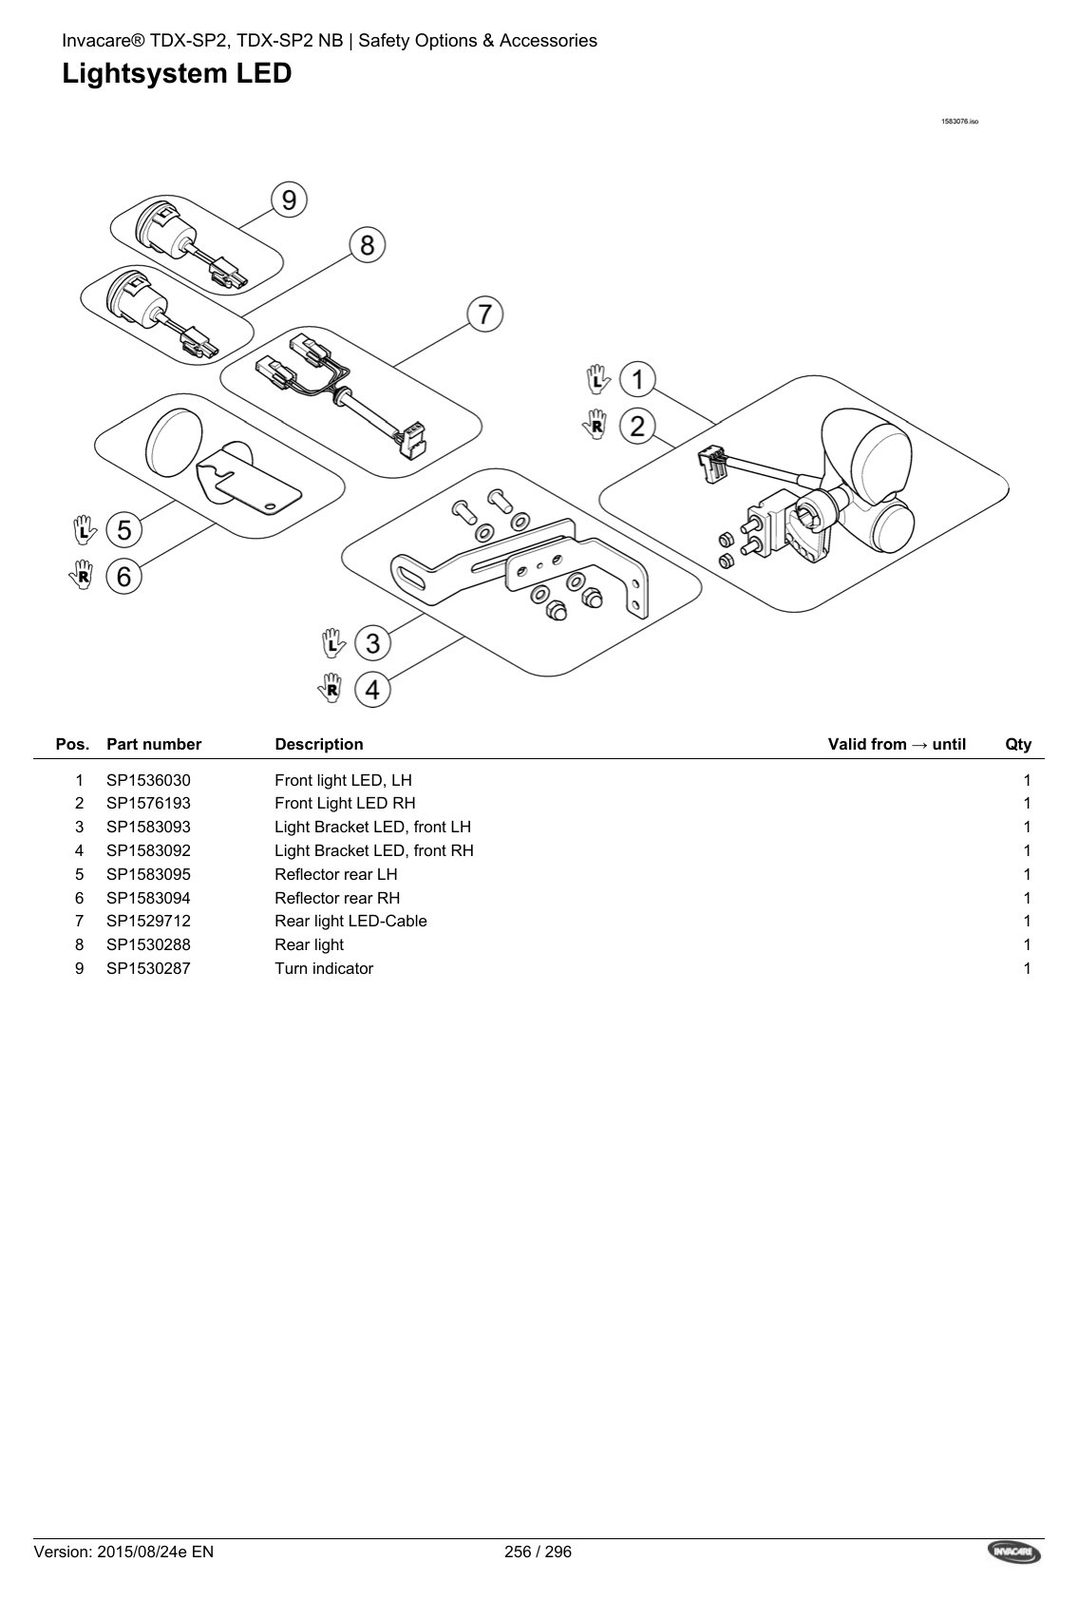 Invacare® TDX-SP2, TDX-SP2 NB | Safety Options & Accessories
Lightsystem LED
1583076.iso
9
8
7
L 1
R 2
L 5
R 6
L 3
R 4
Pos. Part number Description Valid from → until Qty
1 SP1536030 Front light LED, LH 1
2 SP1576193 Front Light LED RH 1
3 SP1583093 Light Bracket LED, front LH 1
4 SP1583092 Light Bracket LED, front RH 1
5 SP1583095 Reflector rear LH 1
6 SP1583094 Reflector rear RH 1
7 SP1529712 Rear light LED-Cable 1
8 SP1530288 Rear light 1
9 SP1530287 Turn indicator 1
Version: 2015/08/24e EN 256 / 296 INVACARE